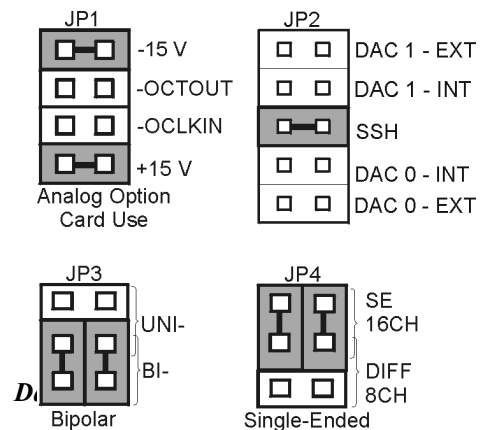 JP1
-15 V
-OCTOUT
-OCLKIN
+15 V
Analog Option
Card Use
JP2
DAC 1 - EXT
DAC 1 - INT
SSH
DAC 0 - INT
DAC 0 - EXT
JP3
UNI-
BI-
Bipolar
JP4
SE
16CH
DIFF
8CH
Single-Ended